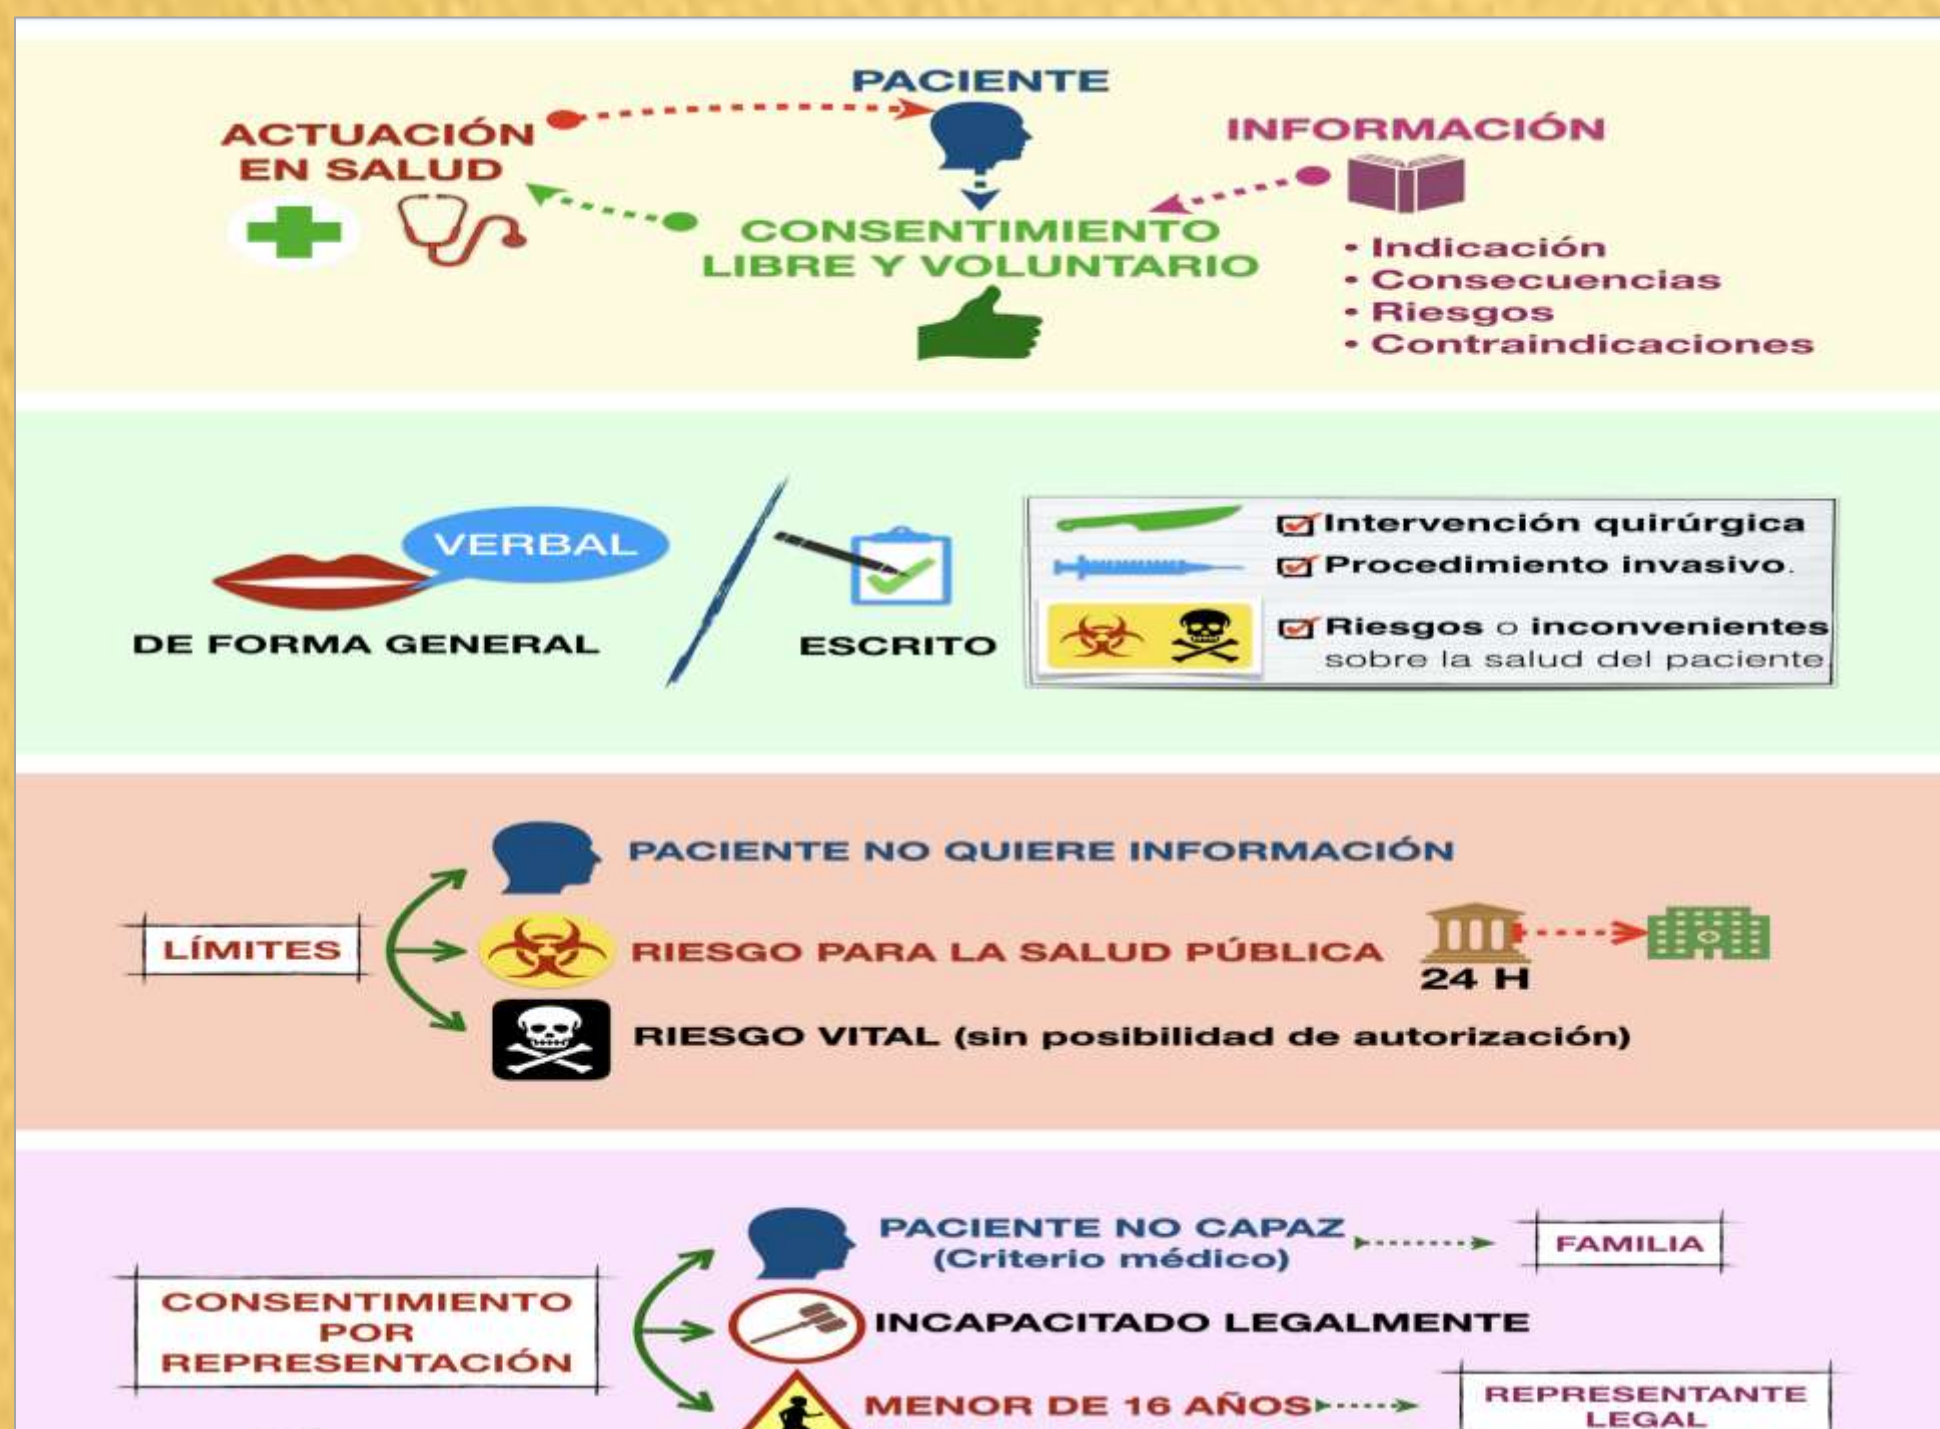 PACIENTE
ACTUACIÓN
EN SALUD
INFORMACIÓN
CONSENTIMIENTO
LIBRE Y VOLUNTARIO
• Indicación
• Consecuencias
• Riesgos
• Contraindicaciones
VERBAL
DE FORMA GENERAL
ESCRITO
Intervención quirúrgica
Procedimiento invasivo.
Riesgos o inconvenientes
sobre la salud del paciente.
LÍMITES
PACIENTE NO QUIERE INFORMACIÓN
RIESGO PARA LA SALUD PÚBLICA
24 H
RIESGO VITAL (sin posibilidad de autorización)
CONSENTIMIENTO
POR
REPRESENTACIÓN
PACIENTE NO CAPAZ
(Criterio médico)
FAMILIA
INCAPACITADO LEGALMENTE
MENOR DE 16 AÑOS
REPRESENTANTE
LEGAL